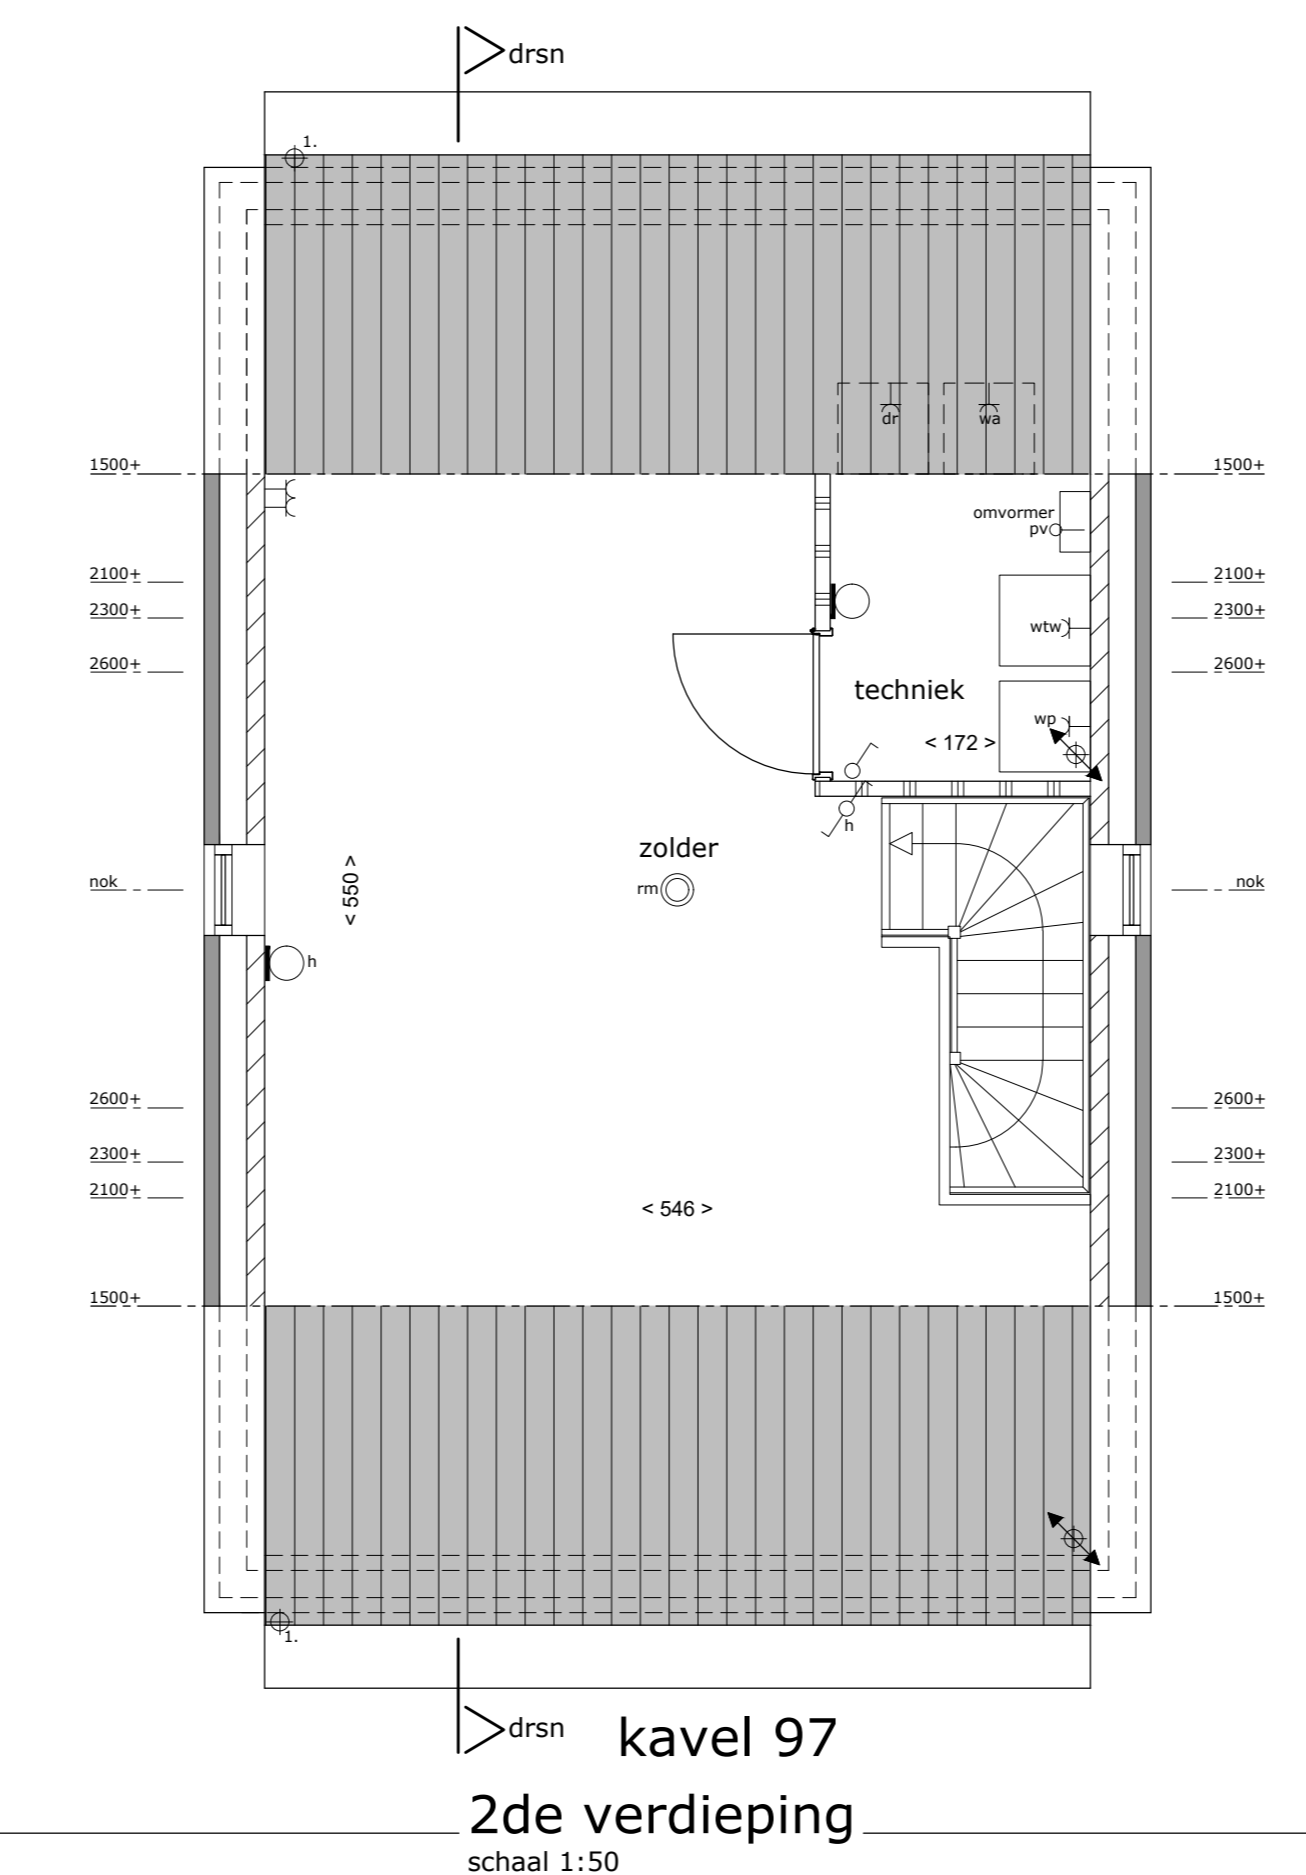 drsn
1.
dr wa
1500+ 1500+
omvormer
pv
2100+ 2100+
2300+ 2300+
wtw
2600+ 2600+
techniek
wp
< 172 >
h
zolder
nok nok
< 550 >
rm
h
2600+ 2600+
2300+ 2300+
2100+ 2100+
< 546 >
1500+ 1500+
1.
drsn
kavel 97
2de verdieping
schaal 1:50